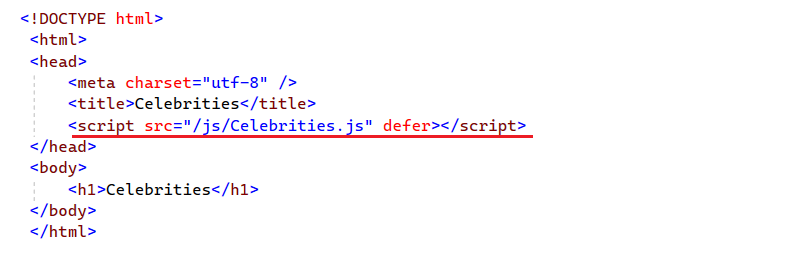 <!DOCTYPE html>
<html>
<head>
    <meta charset="utf-8" />
    <title>Celebrities</title>
    <script src="/js/Celebrities.js" defer></script>
</head>
<body>
    <h1>Celebrities</h1>
</body>
</html>